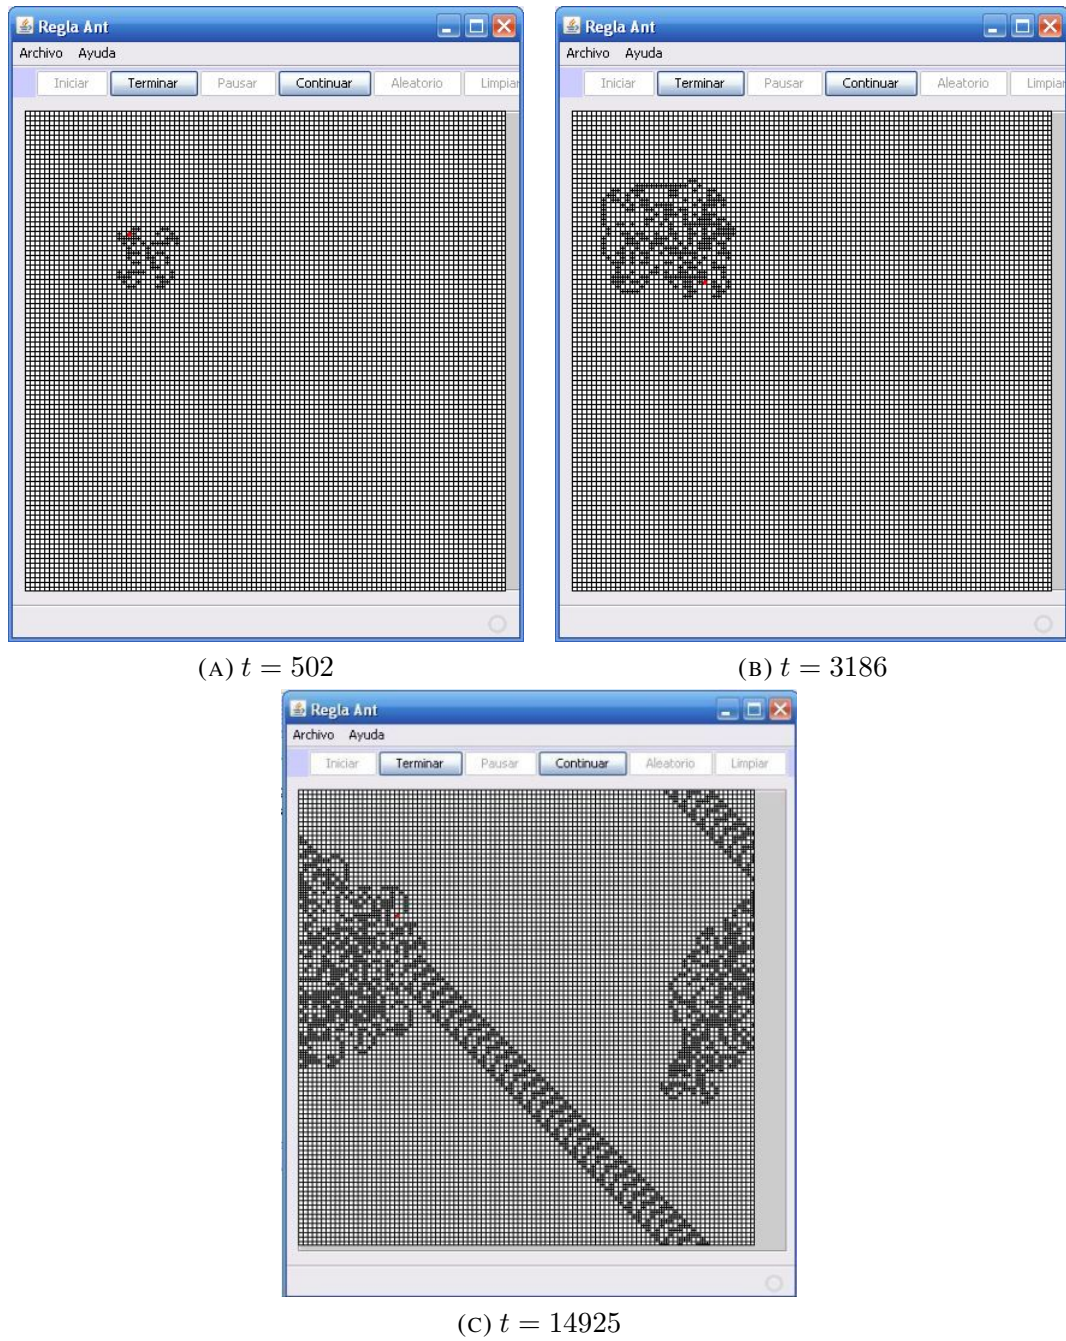 Regla Ant
Archivo Ayuda
Iniciar Terminar Pausar Continuar Aleatorio Limpiar
(A) t = 502
Regla Ant
Archivo Ayuda
Iniciar Terminar Pausar Continuar Aleatorio Limpiar
(B) t = 3186
Regla Ant
Archivo Ayuda
Iniciar Terminar Pausar Continuar Aleatorio Limpiar
(C) t = 14925